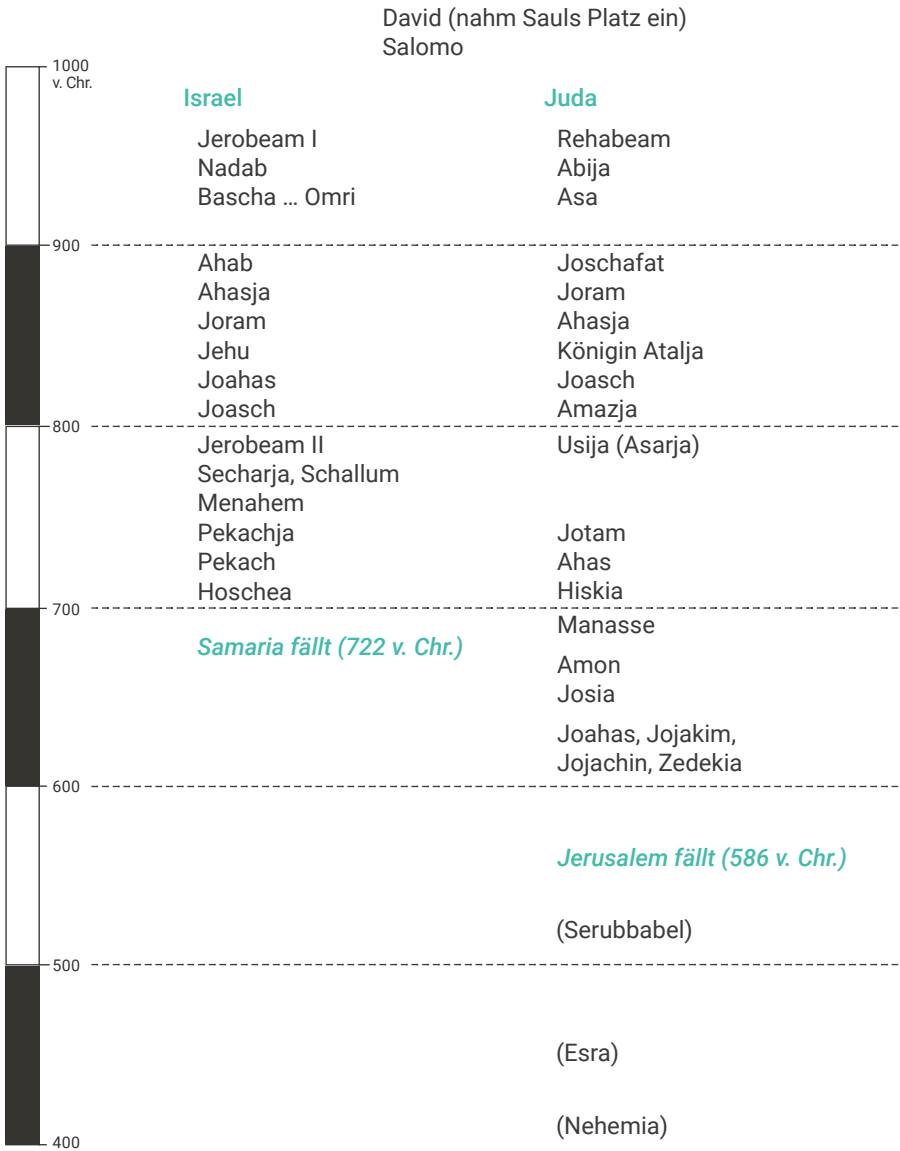 David (nahm Sauls Platz ein)
Salomo
1000
v. Chr.
Israel Juda
Jerobeam I Rehabeam
Nadab Abija
Bascha ... Omri Asa
900
Ahab Joschafat
Ahasja Joram
Joram Ahasja
Jehu Königin Atalja
Joahas Joasch
Joasch Amazja
800
Jerobeam II Usija (Asarja)
Secharja, Schallum
Menahem
Pekachja Jotam
Pekach Ahas
Hoschea Hiskia
700
Manasse
Samaria fällt (722 v. Chr.)
Amon
Josia
Joahas, Jojakim,
Jojachin, Zedekia
600
Jerusalem fällt (586 v. Chr.)
(Serubbabel)
500
(Esra)
(Nehemia)
400